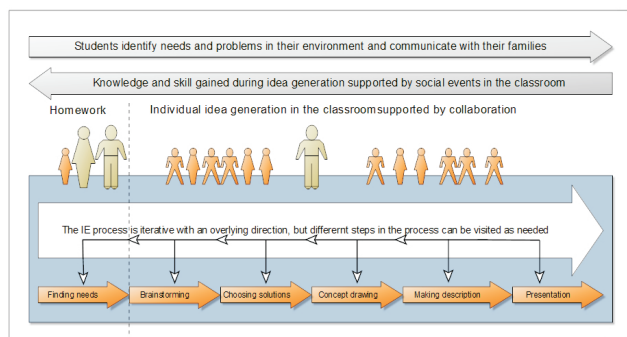 Students identify needs and problems in their environment and communicate with their families
Knowledge and skill gained during idea generation supported by social events in the classroom
Homework
Individual idea generation in the classroomsupported by collaboration
The IE process is iterative with an overlying direction, but differernt steps in the process can be visited as needed
Finding needs
Brainstorming
Choosing solutions
Concept drawing
Making description
Presentation